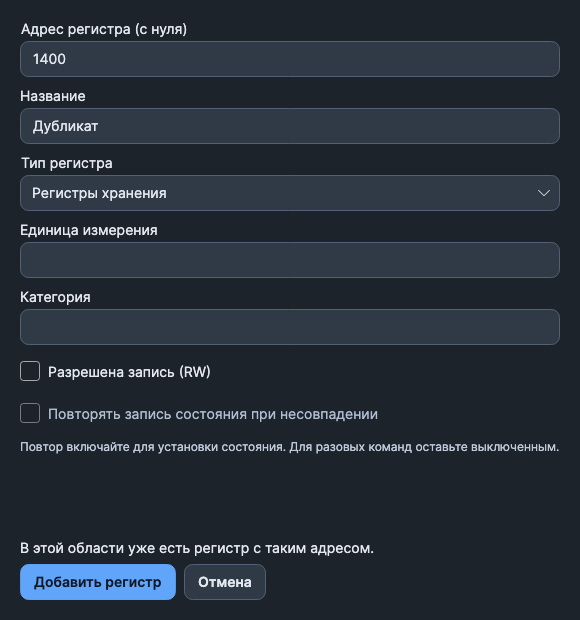 Адрес регистра (с нуля)
1400
Название
Дубликат
Тип регистра
Регистры хранения
Единица измерения
Категория
Разрешена запись (RW)
Повторять запись состояния при несовпадении
Повтор включайте для установки состояния. Для разовых команд оставьте выключенным.
В этой области уже есть регистр с таким адресом.
Добавить регистр Отмена